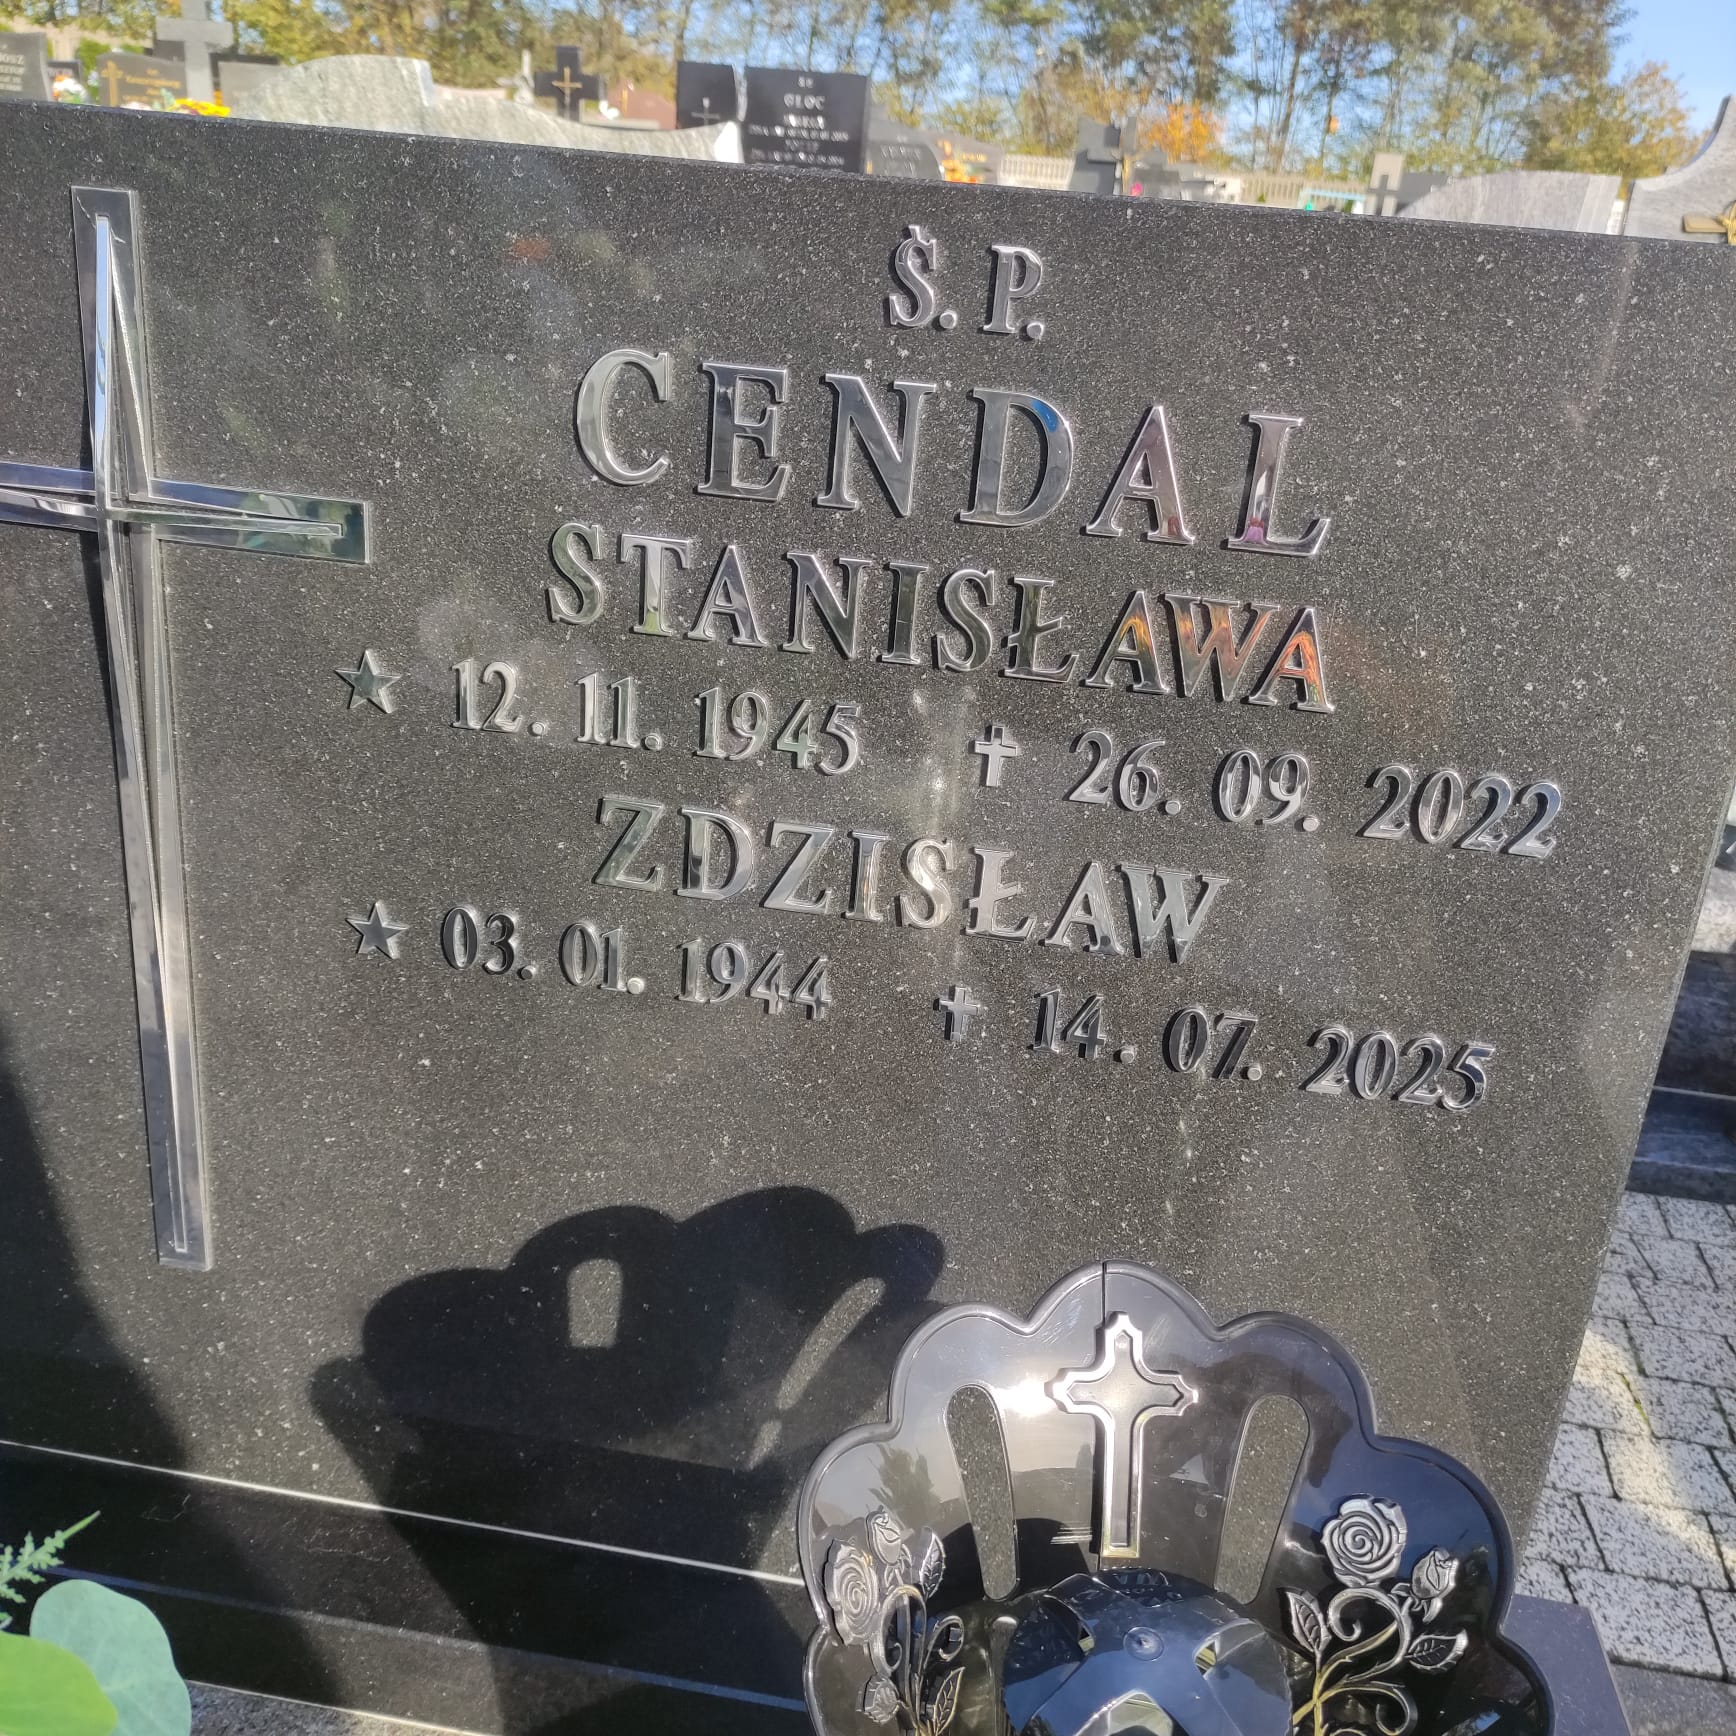 Ś. P.
CENDAL
STANISŁAWA
★ 12. 11. 1945 ✝ 26. 09. 2022
ZDZISŁAW
★ 03. 01. 1944 ✝ 14. 07. 2025